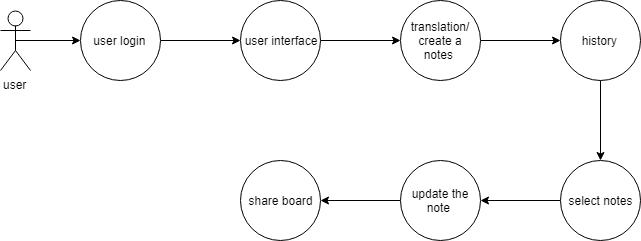 user
user login
user interface
translation/
create a
notes
history
select notes
update the
note
share board